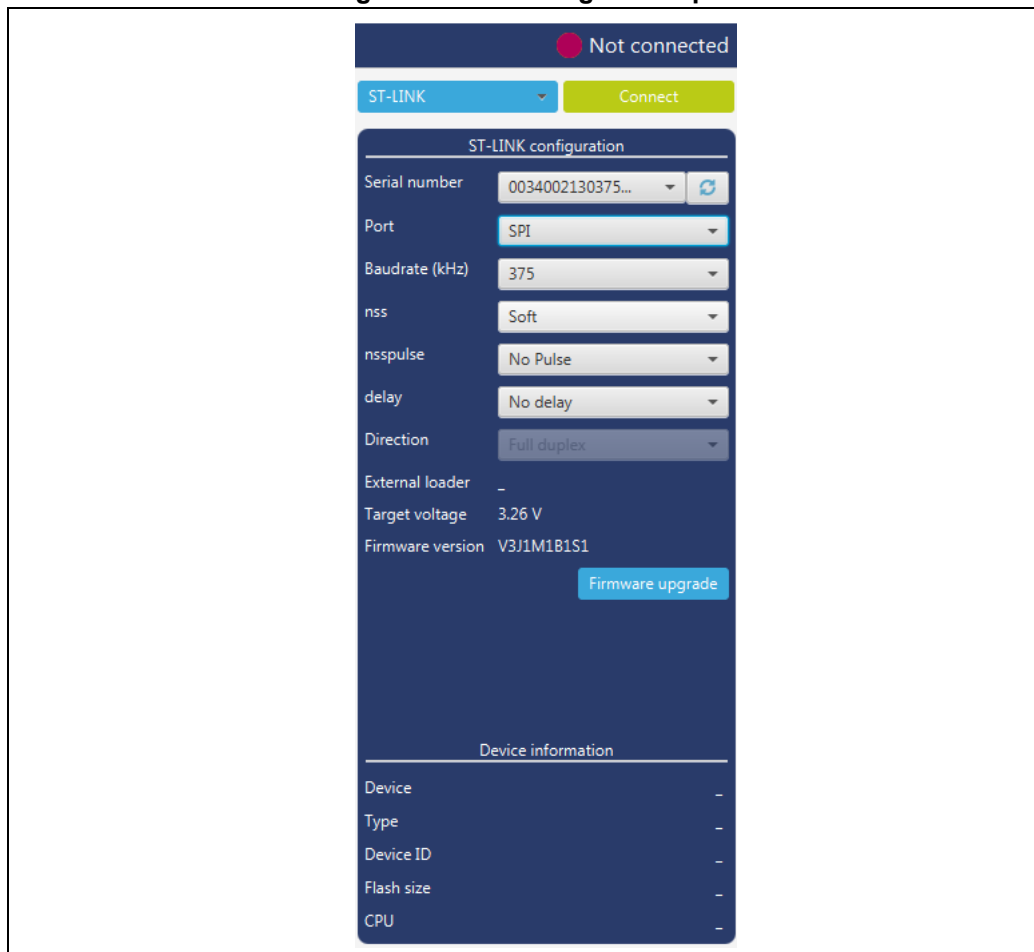 Not connected
ST-LINK Connect
ST-LINK configuration
Serial number 0034002130375...
Port SPI
Baudrate (kHz) 375
nss Soft
nsspulse No Pulse
delay No delay
Direction Full duplex
External loader _
Target voltage 3.26 V
Firmware version V3J1M1B1S1
Firmware upgrade
Device information
Device _
Type _
Device ID _
Flash size _
CPU _